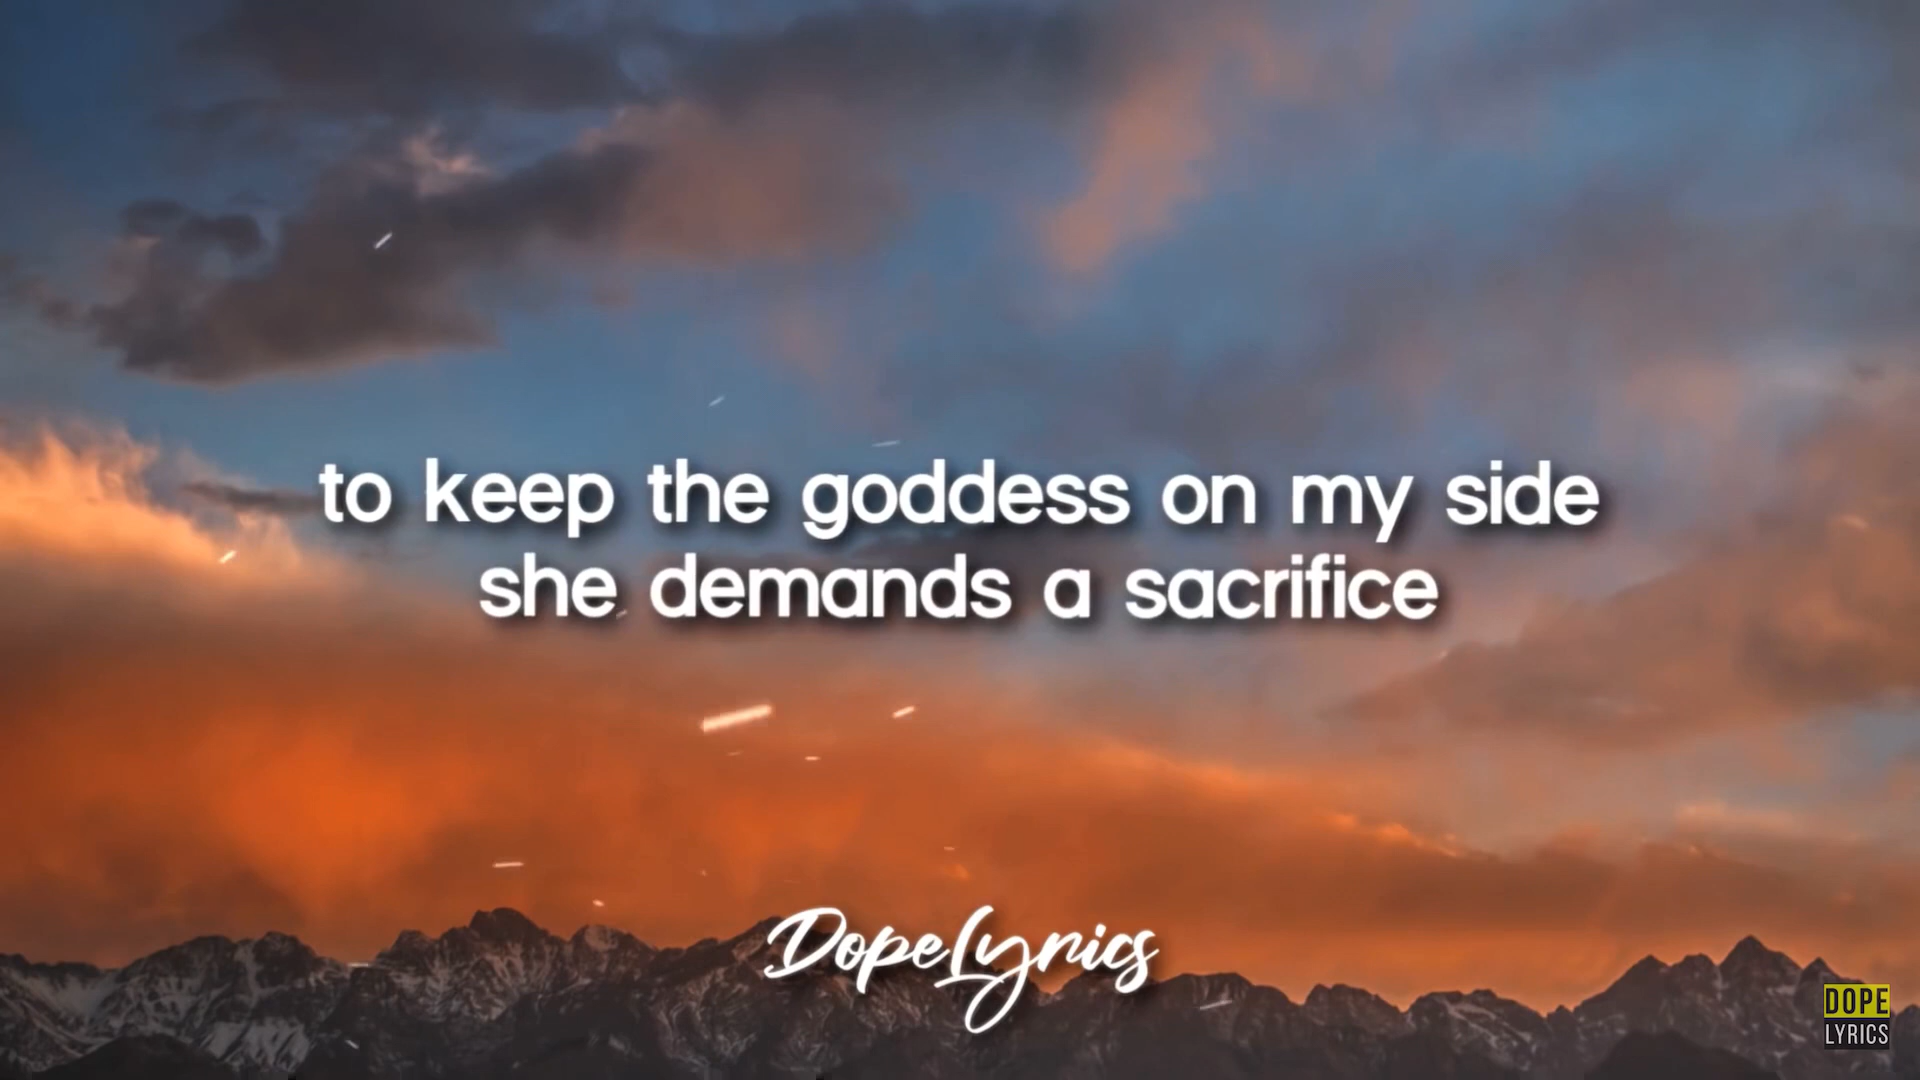 to keep the goddess on my side
she demands a sacrifice
DopeLyrics
DOPE
LYRICS